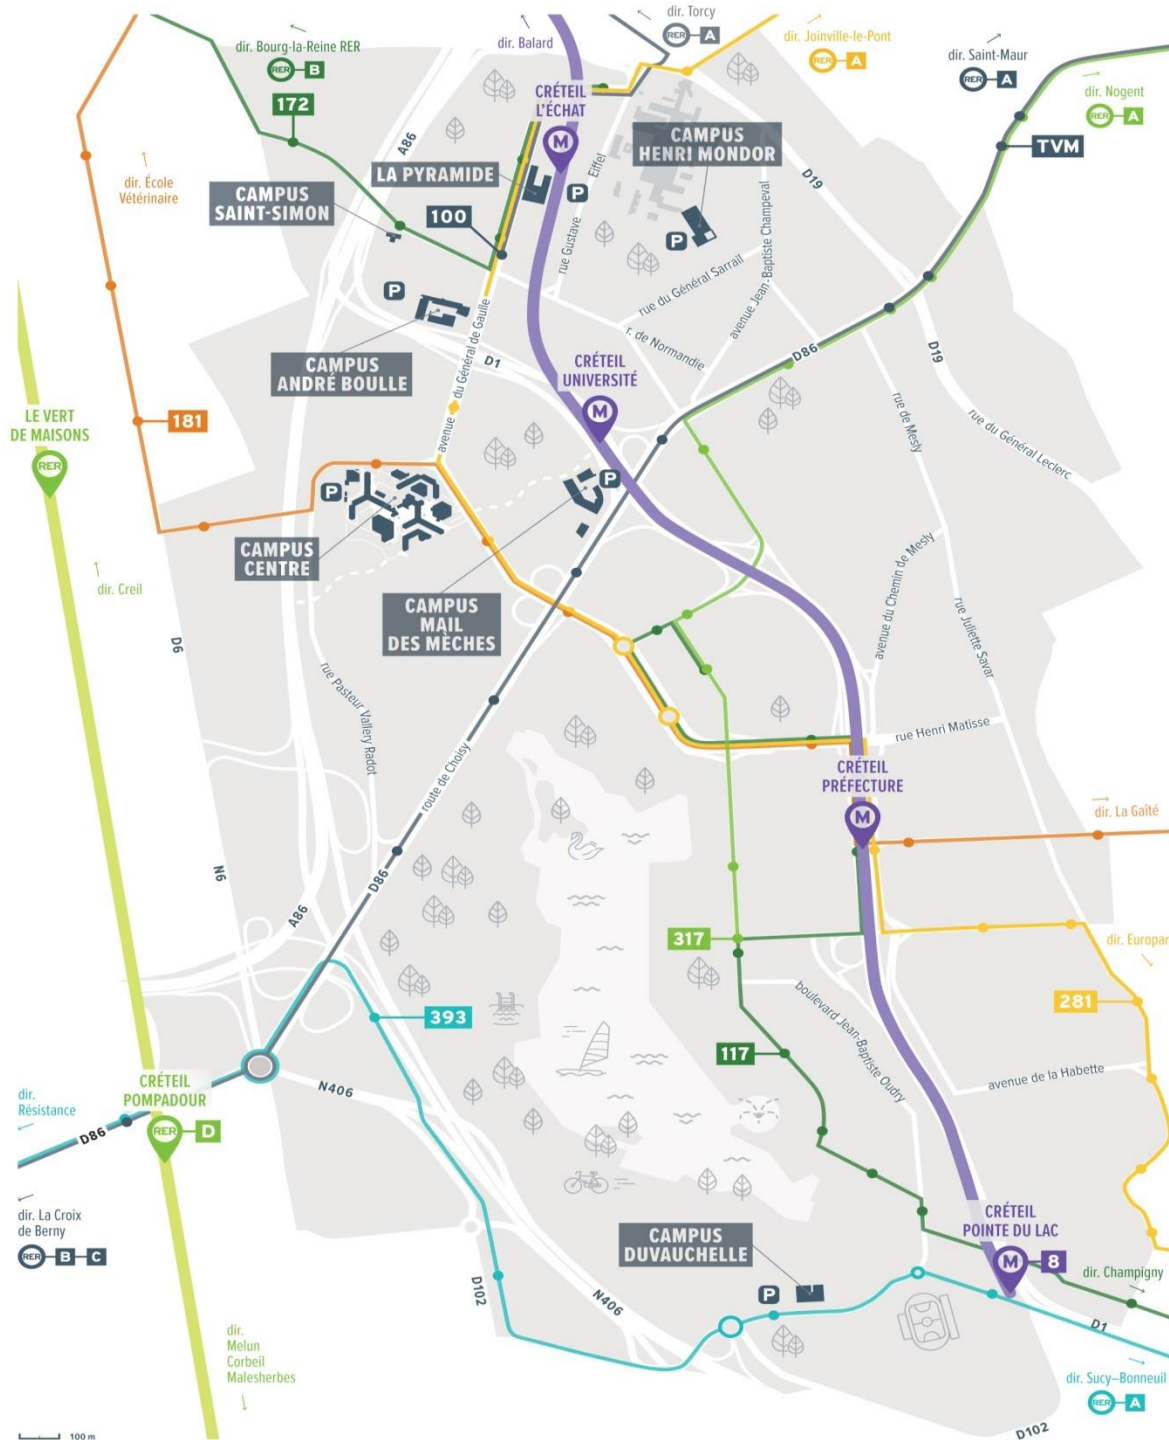 dir. Torcy
RER A
dir. Balard
dir. Bourg-la-Reine RER
RER B
172
dir. Joinville-le-Pont
RER A
dir. Saint-Maur
RER A
dir. Nogent
RER A
TVM
CRÉTEIL
L'ÉCHAT
M
A86
CAMPUS
HENRI MONDOR
LA PYRAMIDE
P
Eiffel
rue Gustave
D19
dir. École
Vétérinaire
CAMPUS
SAINT-SIMON
100
P
avenue Jean-Baptiste Champeval
rue du Général Sarrail
P
r. de Normandie
D1
D86
D19
CAMPUS
ANDRÉ BOULLE
avenue du Général de Gaulle
CRÉTEIL
UNIVERSITÉ
M
LE VERT
DE MAISONS
RER
181
rue de Mesly
rue du Général Leclerc
P
P
CAMPUS
CENTRE
dir. Creil
CAMPUS
MAIL
DES MÈCHES
avenue du Chemin de Mesly
rue Juliette Savar
D6
rue Pasteur Vallery Radot
rue Henri Matisse
route de Choisy
CRÉTEIL
PRÉFECTURE
M
dir. La Gaîté
N6
D86
A86
317
dir. Europar
393
boulevard Jean-Baptiste Oudry
281
117
avenue de la Habette
CRÉTEIL
POMPADOUR
RER D
N406
dir.
Résistance
D86
dir. La Croix
de Berny
RER B C
CAMPUS
DUVAUCHELLE
P
CRÉTEIL
POINTE DU LAC
M 8
dir. Champigny
D102
N406
D1
dir.
Melun
Corbeil
Malesherbes
dir. Sucy–Bonneuil
RER A
D102
100 m